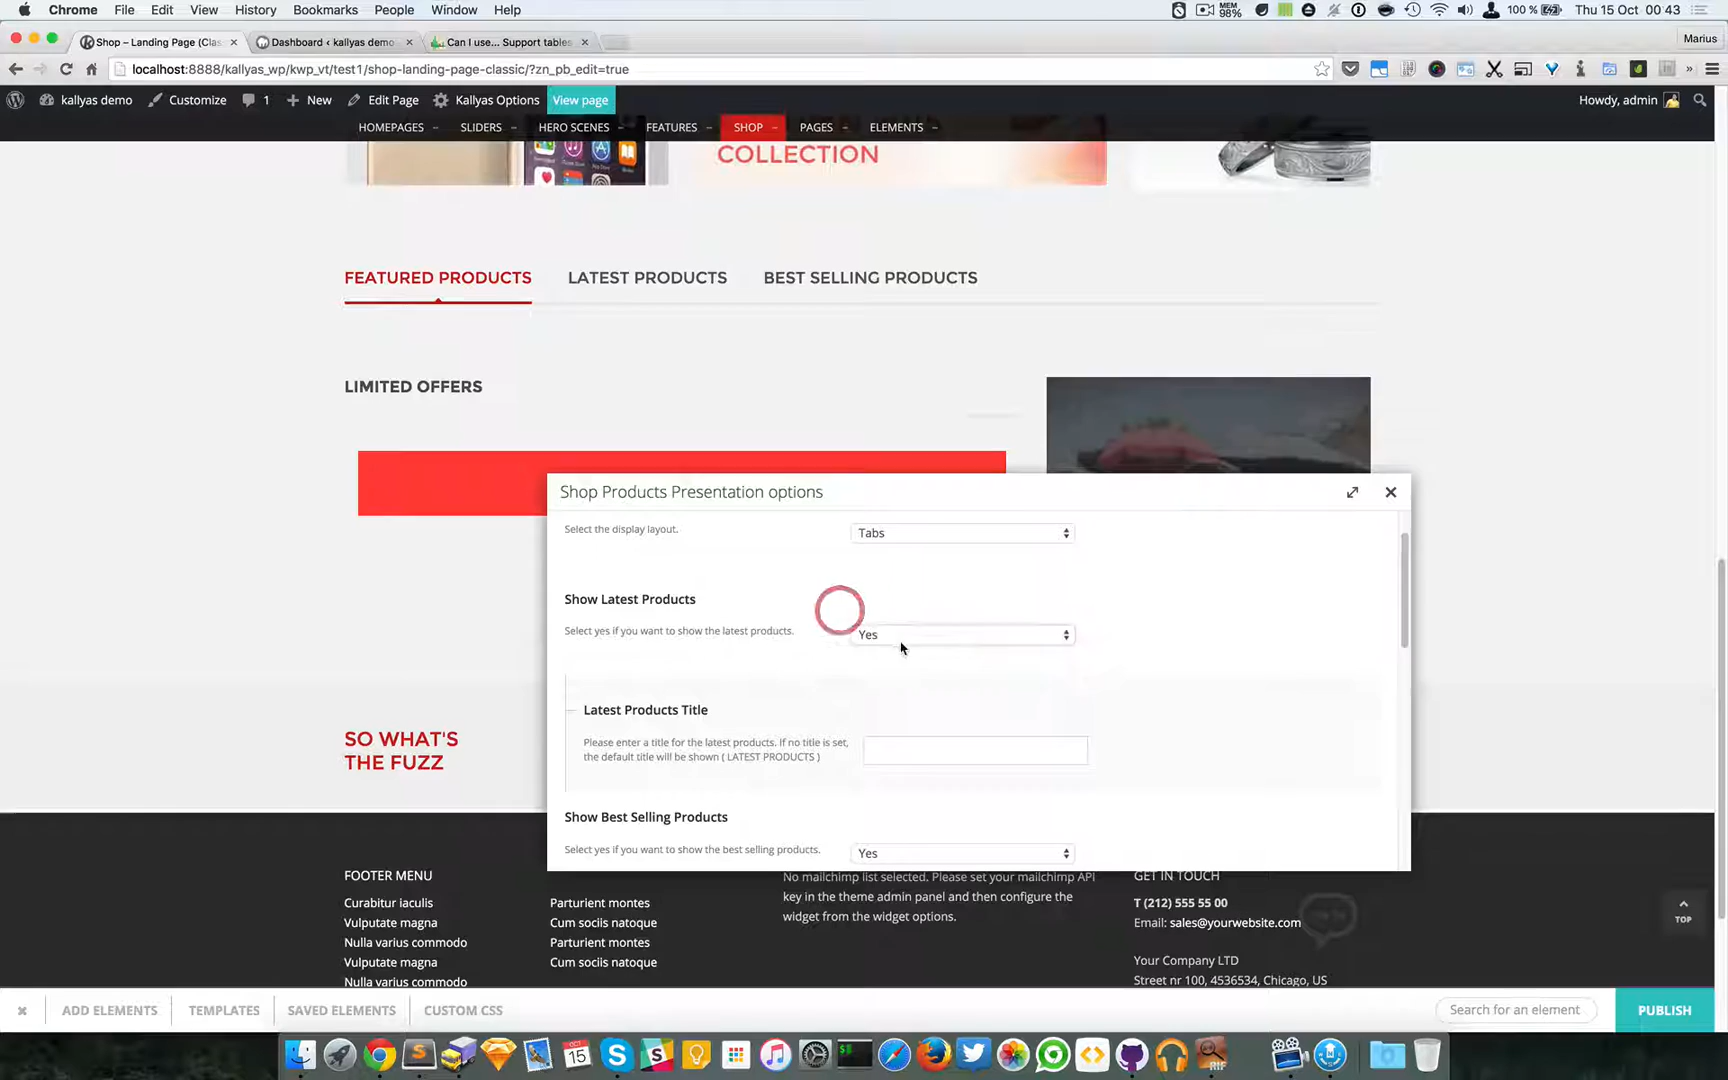 Chrome File Edit View History Bookmarks People Window Help
MEM 98% 100 % Thu 15 Oct 00 43
Shop – Landing Page (Clas × Dashboard ‹ kallyas demo × Can I use... Support tables × Marius
localhost:8888/kallyas_wp/kwp_vt/test1/shop-landing-page-classic/?zn_pb_edit=true
kallyas demo Customize 1 New Edit Page Kallyas Options View page Howdy, admin
HOMEPAGES SLIDERS HERO SCENES FEATURES SHOP PAGES ELEMENTS
COLLECTION
FEATURED PRODUCTS LATEST PRODUCTS BEST SELLING PRODUCTS
LIMITED OFFERS
Shop Products Presentation options
Select the display layout. Tabs
Show Latest Products
Select yes if you want to show the latest products. Yes
Latest Products Title
Please enter a title for the latest products. If no title is set,
the default title will be shown ( LATEST PRODUCTS )
Show Best Selling Products
Select yes if you want to show the best selling products. Yes
SO WHAT'S
THE FUZZ
FOOTER MENU
Curabitur iaculis
Vulputate magna
Nulla varius commodo
Vulputate magna
Nulla varius commodo
Parturient montes
Cum sociis natoque
Parturient montes
Cum sociis natoque
No mailchimp list selected. Please set your mailchimp API
key in the theme admin panel and then configure the
widget from the widget options.
GET IN TOUCH
T (212) 555 55 00
Email: sales@yourwebsite.com
Your Company LTD
Street nr 100, 4536534, Chicago, US
TOP
ADD ELEMENTS TEMPLATES SAVED ELEMENTS CUSTOM CSS Search for an element PUBLISH
15
RIF